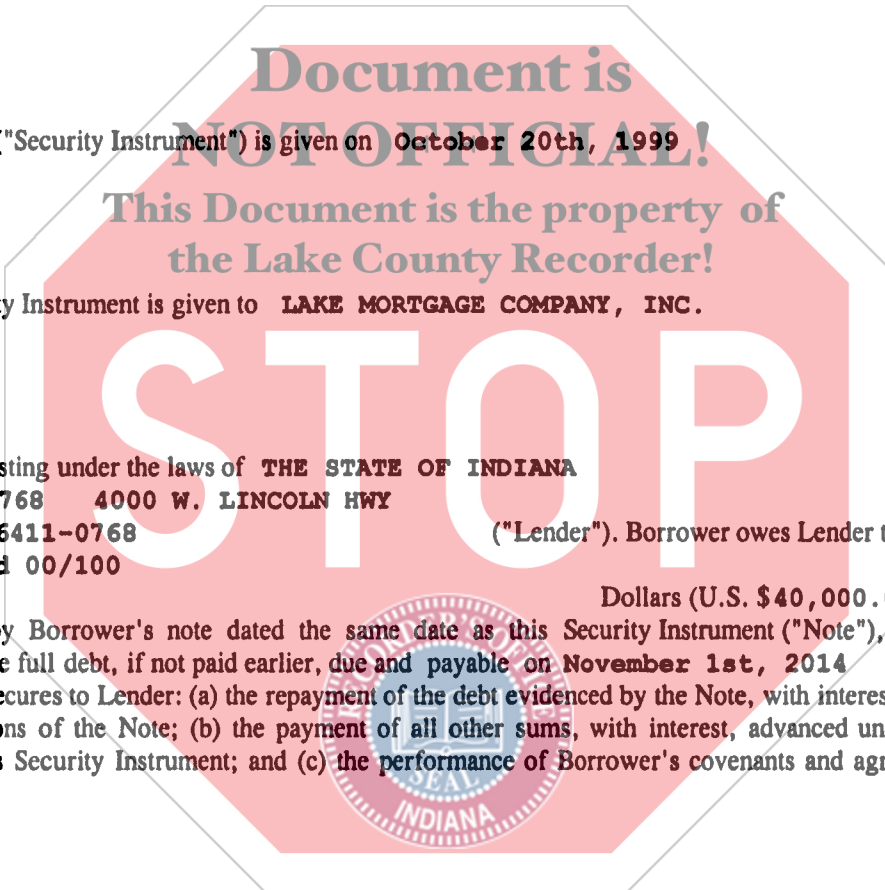 Document is
("Security Instrument") is given on October 20th, 1999
NOT OFFICIAL!
This Document is the property of
the Lake County Recorder!
ty Instrument is given to LAKE MORTGAGE COMPANY, INC.
STOP
sting under the laws of THE STATE OF INDIANA
768 4000 W. LINCOLN HWY
6411-0768 ("Lender"). Borrower owes Lender t
d 00/100
Dollars (U.S. $40,000.
y Borrower's note dated the same date as this Security Instrument ("Note"),
e full debt, if not paid earlier, due and payable on November 1st, 2014
ecures to Lender: (a) the repayment of the debt evidenced by the Note, with interes
ons of the Note; (b) the payment of all other sums, with interest, advanced un
s Security Instrument; and (c) the performance of Borrower's covenants and agr
RECORDER'S OFFICE
SEAL
INDIANA